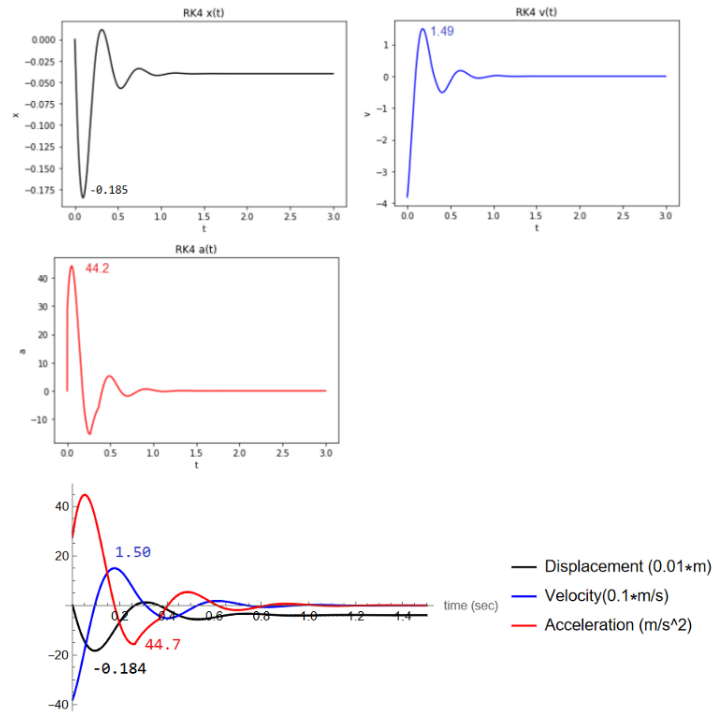 RK4 x(t)
0.000
−0.025
−0.050
−0.075
−0.100
−0.125
−0.150
−0.175
x
-0.185
0.0 0.5 1.0 1.5 2.0 2.5 3.0
t
RK4 v(t)
1.49
1
0
−1
−2
−3
−4
v
0.0 0.5 1.0 1.5 2.0 2.5 3.0
t
RK4 a(t)
44.2
40
30
20
10
0
−10
a
0.0 0.5 1.0 1.5 2.0 2.5 3.0
t
40
20
-20
-40
1.50
0.2 0.4 0.6 0.8 1.0 1.2 1.4
time (sec)
44.7
-0.184
Displacement (0.01*m)
Velocity(0.1*m/s)
Acceleration (m/s^2)